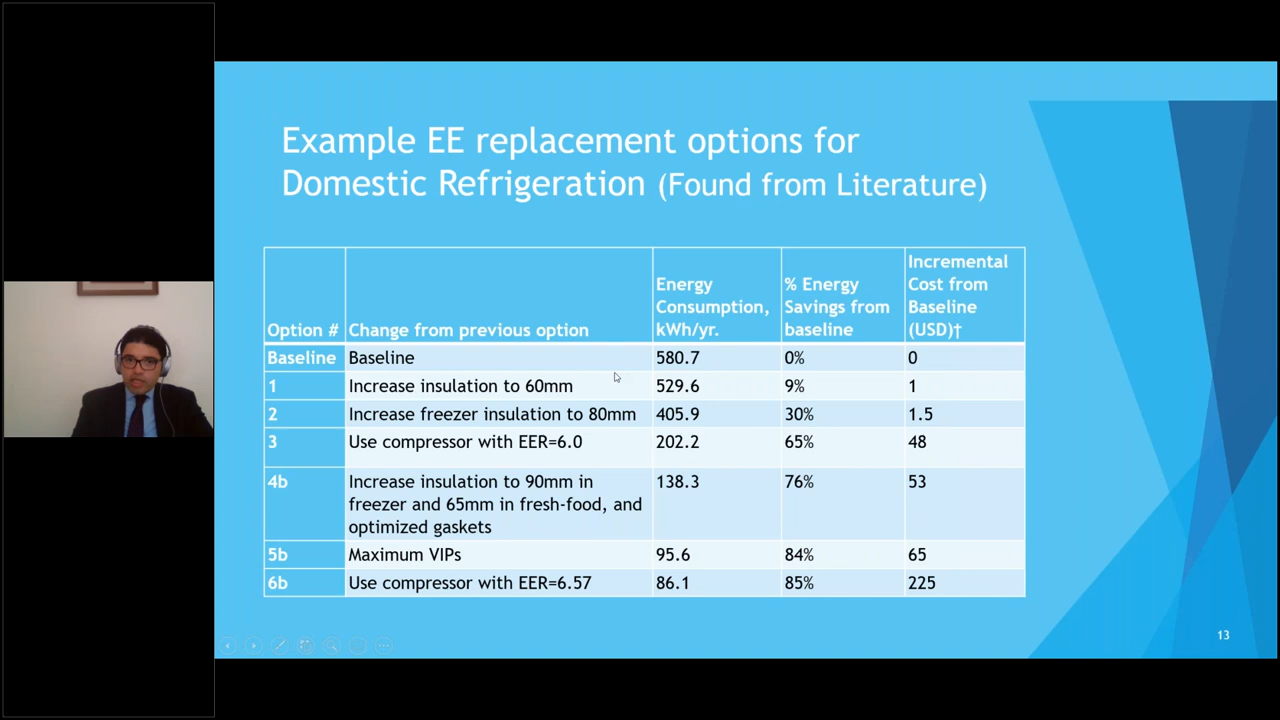 Example EE replacement options for
Domestic Refrigeration (Found from Literature)
Option #
Change from previous option
Energy
Consumption,
kWh/yr.
% Energy
Savings from
baseline
Incremental
Cost from
Baseline
(USD)†
Baseline Baseline 580.7 0% 0
1 Increase insulation to 60mm 529.6 9% 1
2 Increase freezer insulation to 80mm 405.9 30% 1.5
3 Use compressor with EER=6.0 202.2 65% 48
4b Increase insulation to 90mm in 138.3 76% 53
freezer and 65mm in fresh-food, and
optimized gaskets
5b Maximum VIPs 95.6 84% 65
6b Use compressor with EER=6.57 86.1 85% 225
13